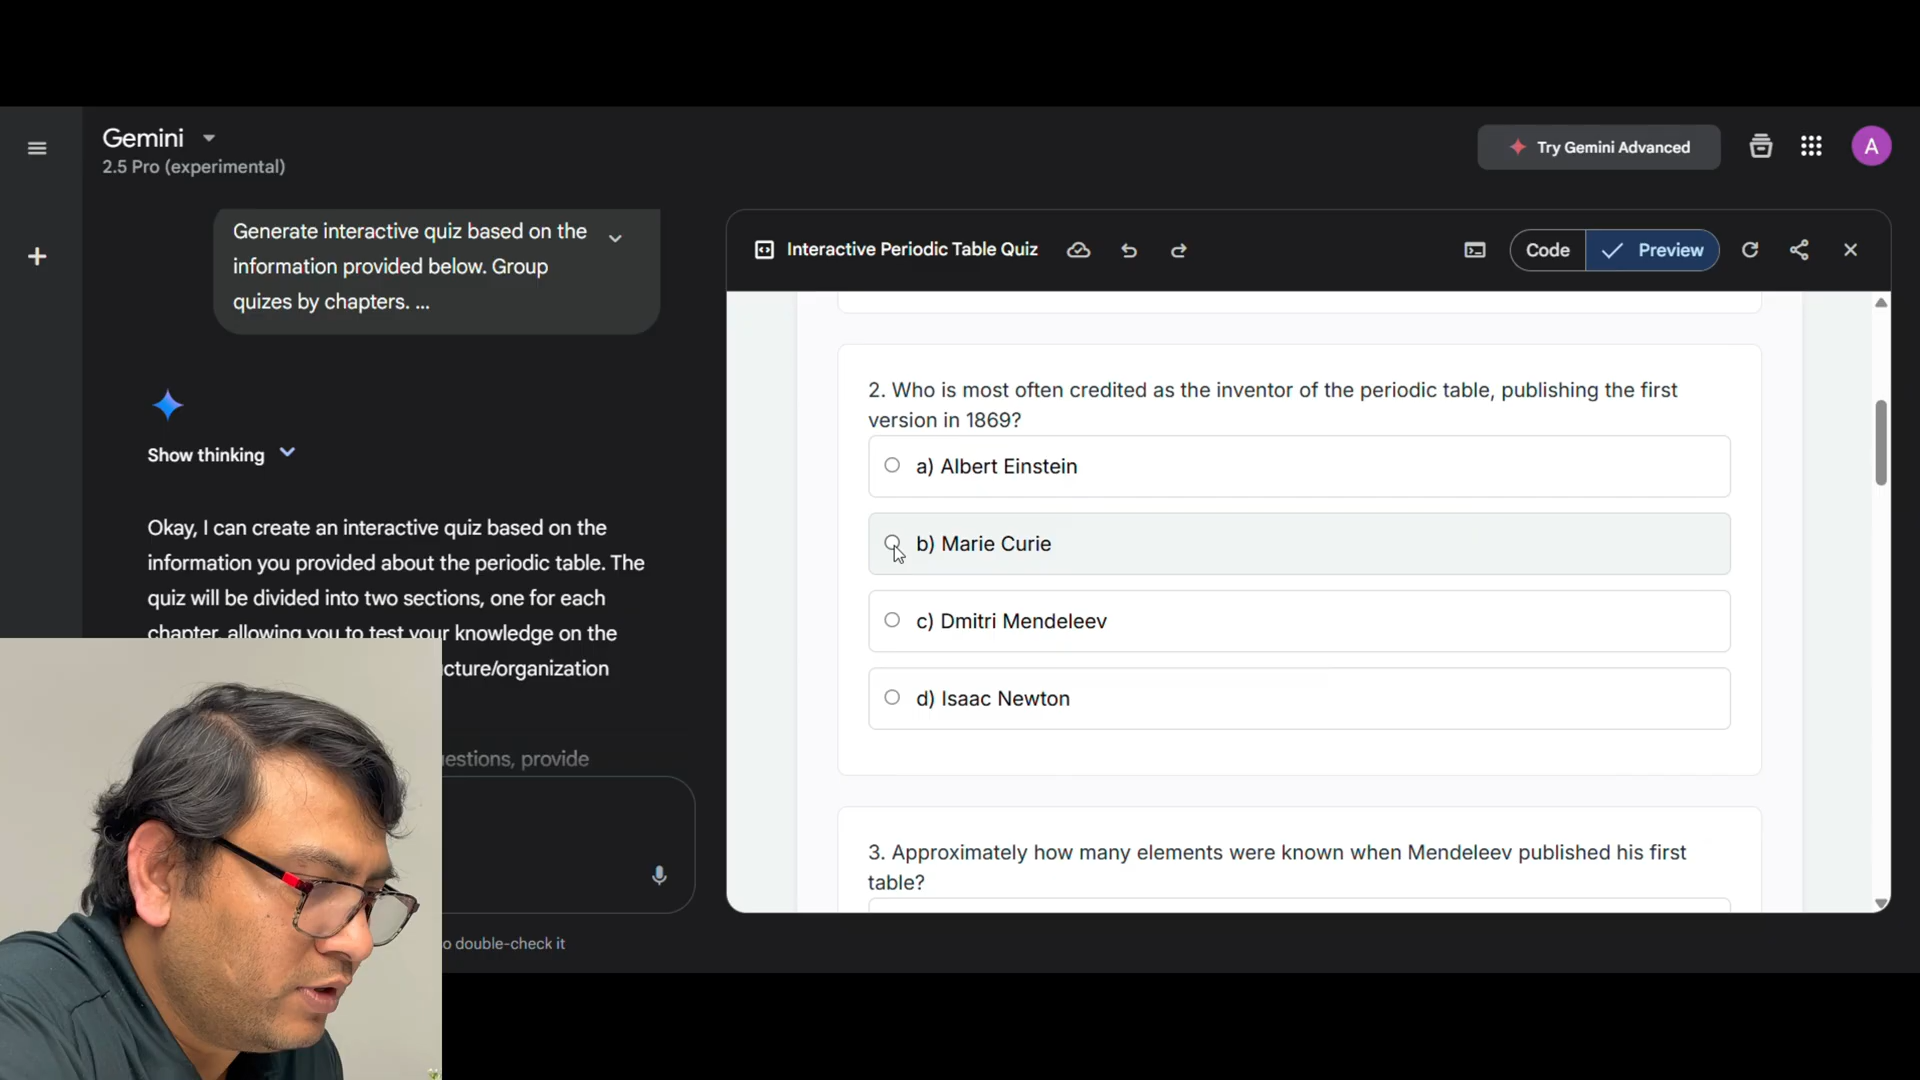 Gemini
2.5 Pro (experimental)
Try Gemini Advanced
A
Generate interactive quiz based on the
information provided below. Group
quizes by chapters. ...
Show thinking
Okay, I can create an interactive quiz based on the
information you provided about the periodic table. The
quiz will be divided into two sections, one for each
chapter, allowing you to test your knowledge on the
cture/organization
estions, provide
o double-check it
Interactive Periodic Table Quiz
Code
Preview
2. Who is most often credited as the inventor of the periodic table, publishing the first
version in 1869?
a) Albert Einstein
b) Marie Curie
c) Dmitri Mendeleev
d) Isaac Newton
3. Approximately how many elements were known when Mendeleev published his first
table?